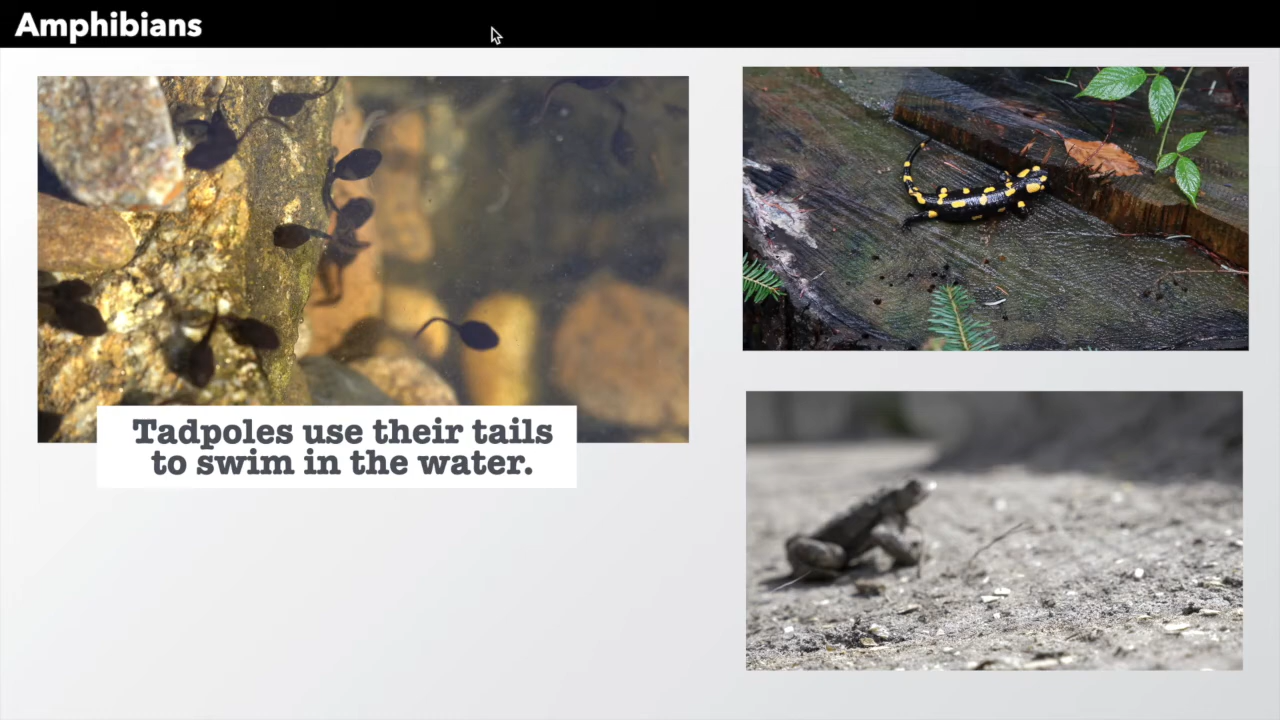 Amphibians
Tadpoles use their tails
to swim in the water.